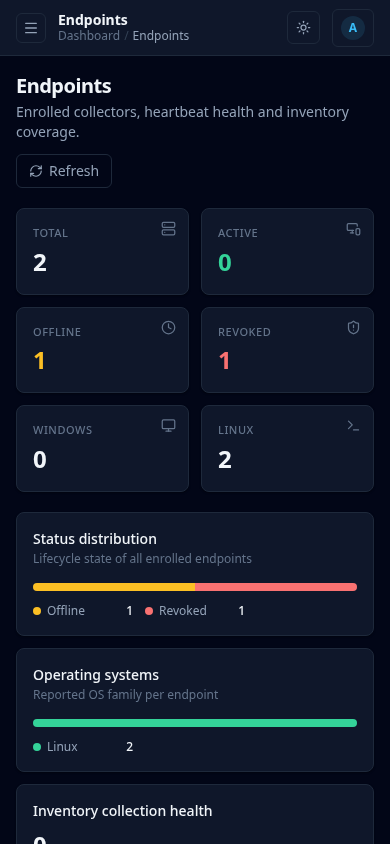 Endpoints
Dashboard / Endpoints
A
Endpoints
Enrolled collectors, heartbeat health and inventory
coverage.
Refresh
TOTAL
2
ACTIVE
0
OFFLINE
1
REVOKED
1
WINDOWS
0
LINUX
2
Status distribution
Lifecycle state of all enrolled endpoints
Offline 1 Revoked 1
Operating systems
Reported OS family per endpoint
Linux 2
Inventory collection health